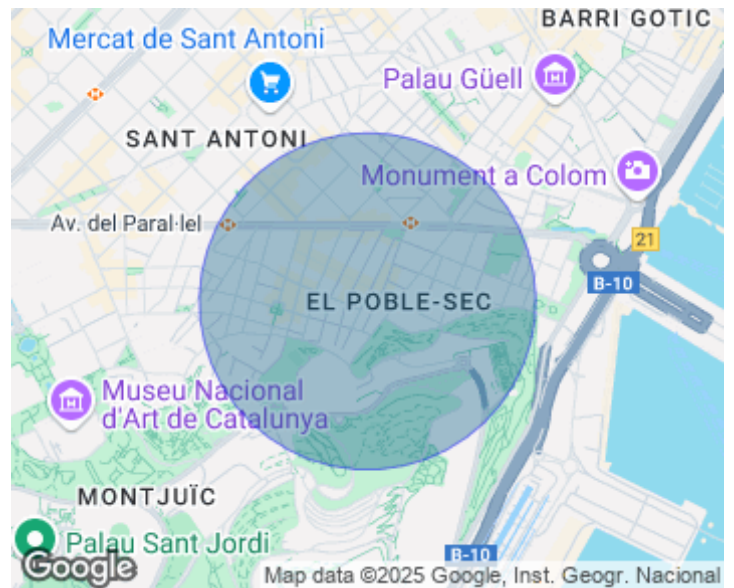 BARRI GOTIC
Mercat de Sant Antoni
Palau Güell
SANT ANTONI
Monument a Colom
Av. del Paral·lel
21
B-10
EL POBLE-SEC
Museu Nacional
d'Art de Catalunya
MONTJUÏC
Palau Sant Jordi
B-10
Google
Map data ©2025 Google, Inst. Geogr. Nacional